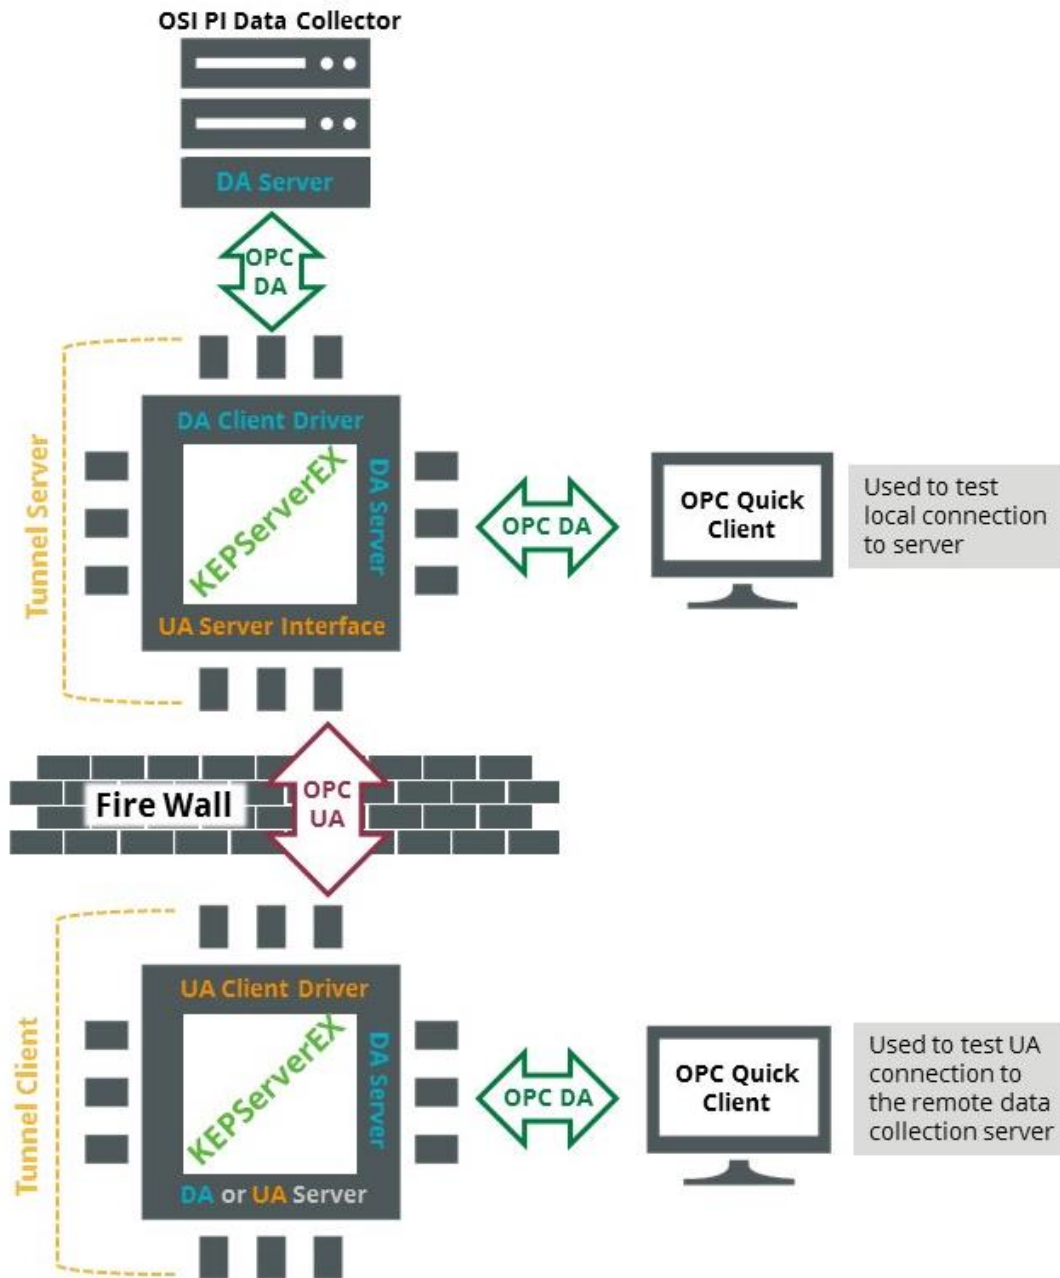 OSI PI Data Collector
DA Server
OPC
DA
Tunnel Server
DA Client Driver
KEPServerEX
DA Server
UA Server Interface
OPC DA
OPC Quick
Client
Used to test
local connection
to server
Fire Wall
OPC
UA
Tunnel Client
UA Client Driver
KEPServerEX
DA Server
DA or UA Server
OPC DA
OPC Quick
Client
Used to test UA
connection to
the remote data
collection server